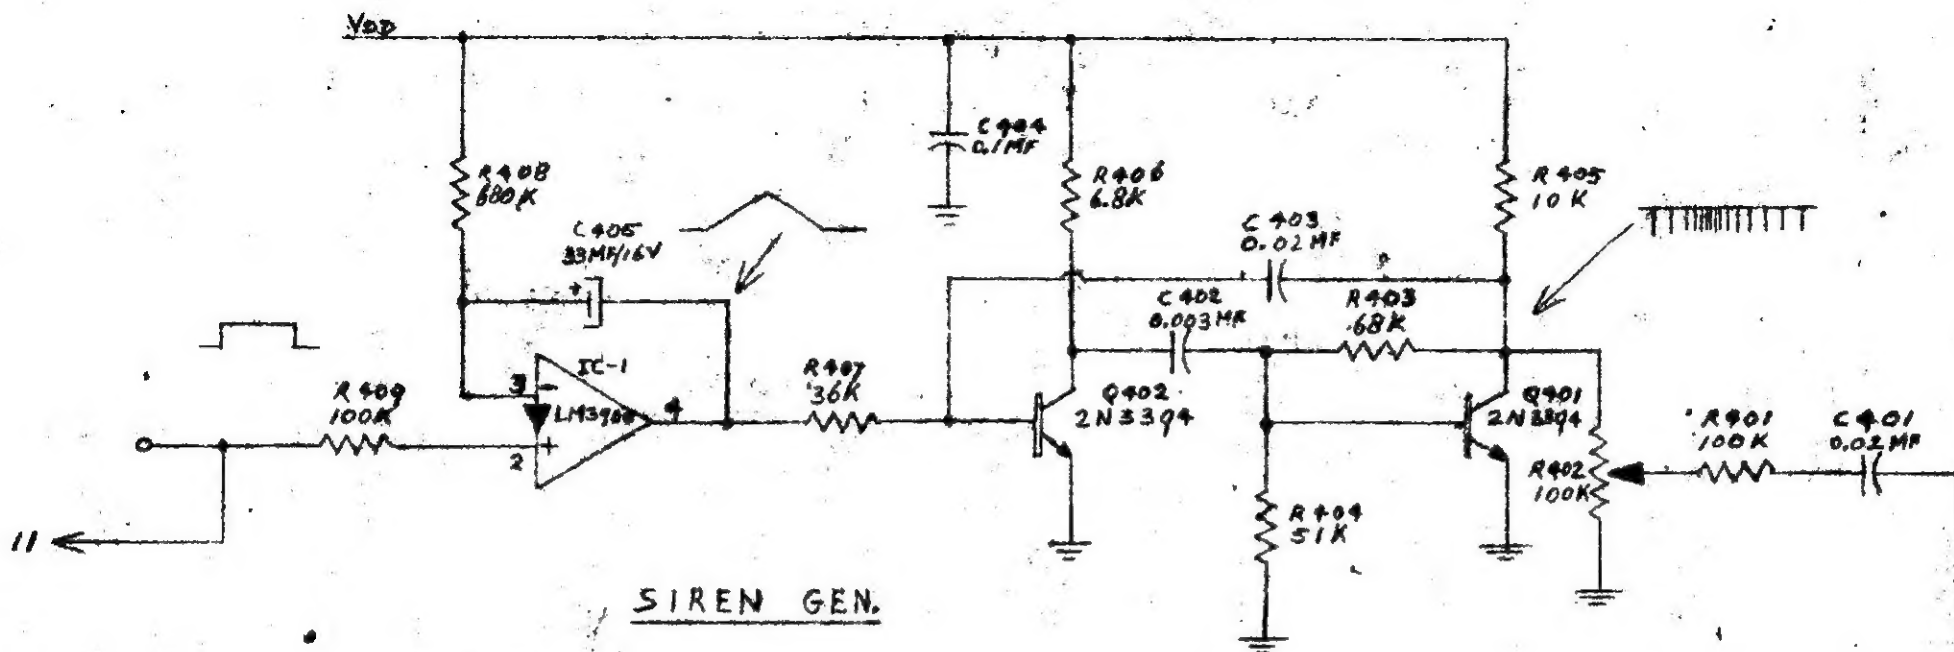 VDD
R408
680K
C405
33MF/16V
C404
0.1MF
R406
6.8K
C403
0.02MF
R405
10K
C402
0.003MF
R403
68K
IC-1
3
-
LM3900
4
+
2
R409
100K
R407
36K
Q402
2N3394
Q401
2N3394
R401
100K
C401
0.02MF
R402
100K
R404
51K
11
SIREN GEN.